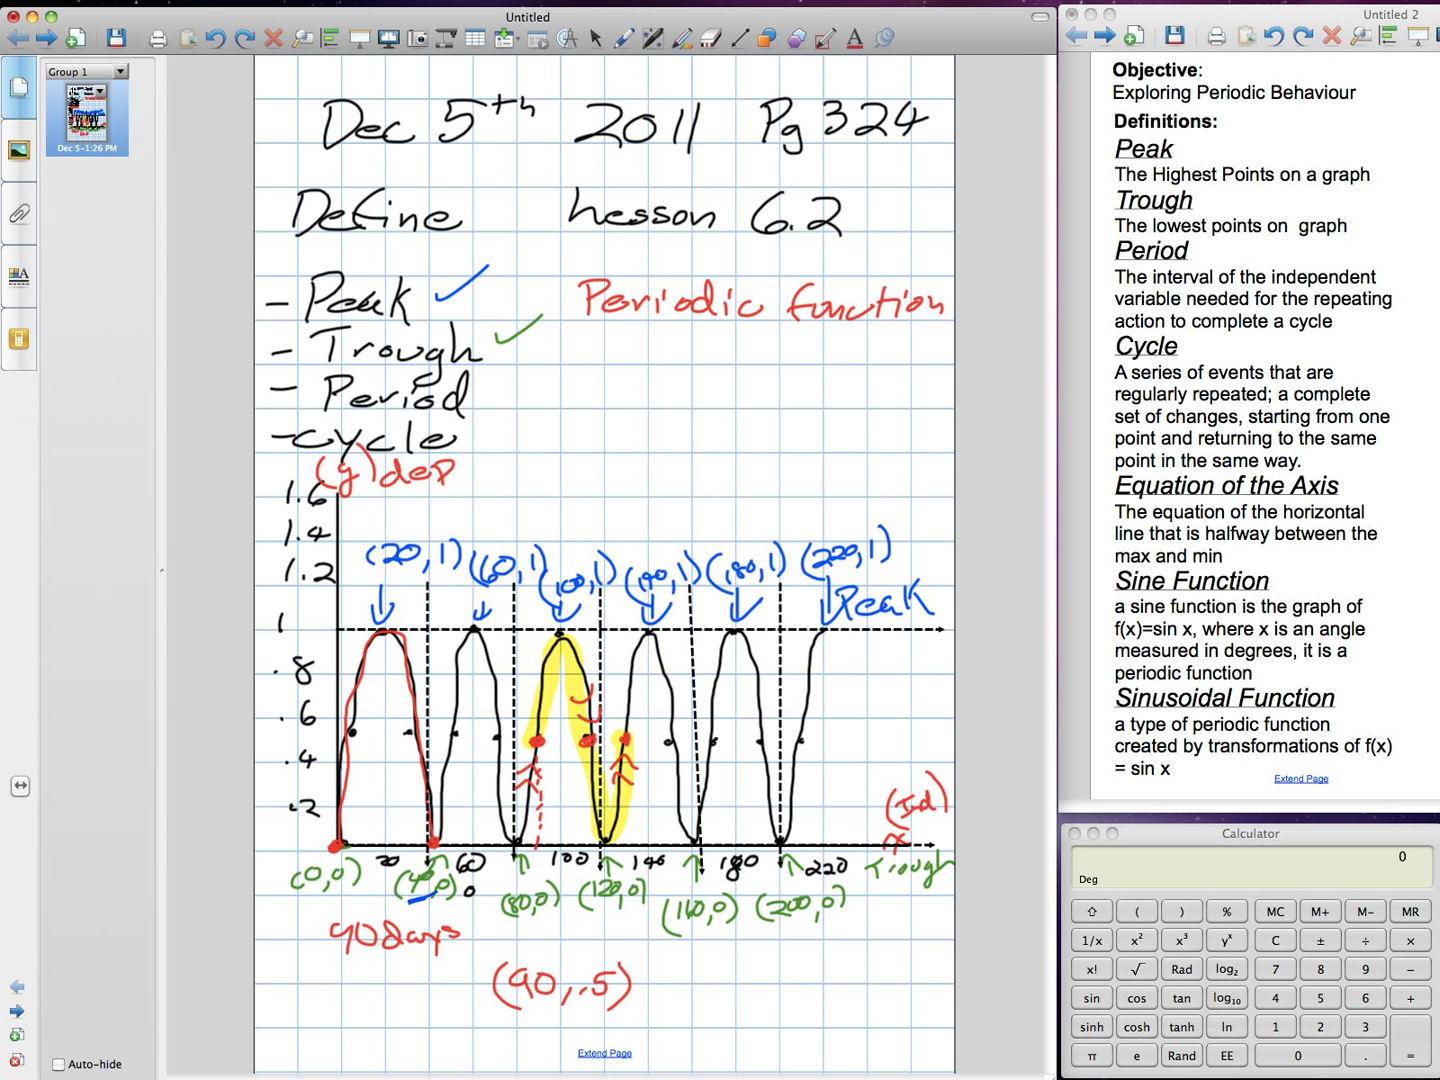 Untitled
Untitled 2
Group 1
Dec 5-1:26 PM
Dec 5th 2011 Pg 324
Define Lesson 6.2
- Peak Periodic function
- Trough
- Period
- cycle
(y) dep
1.6
1.4
1.2
1
.8
.6
.4
.2
(20,1) (60,1) (100,1) (140,1) (180,1) (220,1)
Peak
(Ind)
x
20 60 100 140 180 220 Trough
0
(0,0) (40,0) (80,0) (120,0) (160,0) (200,0)
90 days
(90,.5)
Extend Page
Auto-hide
Objective:
Exploring Periodic Behaviour
Definitions:
Peak
The Highest Points on a graph
Trough
The lowest points on graph
Period
The interval of the independent
variable needed for the repeating
action to complete a cycle
Cycle
A series of events that are
regularly repeated; a complete
set of changes, starting from one
point and returning to the same
point in the same way.
Equation of the Axis
The equation of the horizontal
line that is halfway between the
max and min
Sine Function
a sine function is the graph of
f(x)=sin x, where x is an angle
measured in degrees, it is a
periodic function
Sinusoidal Function
a type of periodic function
created by transformations of f(x)
= sin x
Extend Page
Calculator
0
Deg
( ) % MC M+ M− MR
1/x x² x³ yˣ C ± ÷ ×
x! √ Rad log₂ 7 8 9 −
sin cos tan log₁₀ 4 5 6 +
sinh cosh tanh ln 1 2 3
π e Rand EE 0 . =